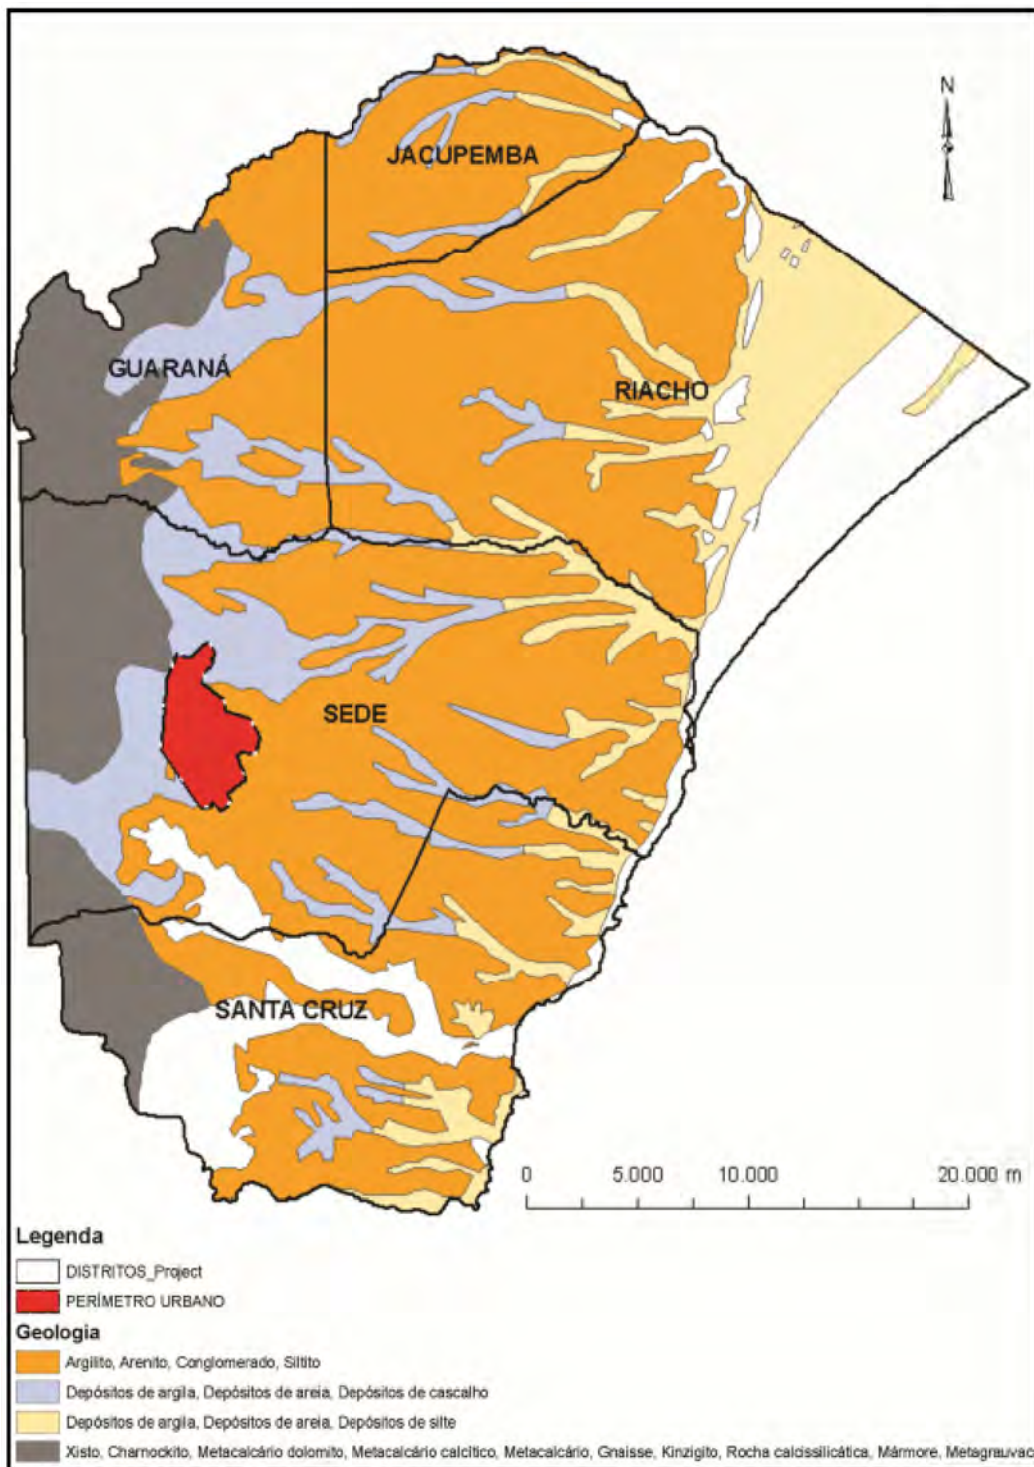 N
JACUPEMBA
GUARANÁ
RIACHO
SEDE
SANTA CRUZ
0 5.000 10.000 20.000 m
Legenda
DISTRITOS_Project
PERÍMETRO URBANO
Geologia
Argilito, Arenito, Conglomerado, Siltito
Depósitos de argila, Depósitos de areia, Depósitos de cascalho
Depósitos de argila, Depósitos de areia, Depósitos de silte
Xisto, Charnockito, Metacalcário dolomito, Metacalcário calcítico, Metacalcário, Gnaisse, Kinzigito, Rocha calcissilicática, Mármore, Metagrauvac